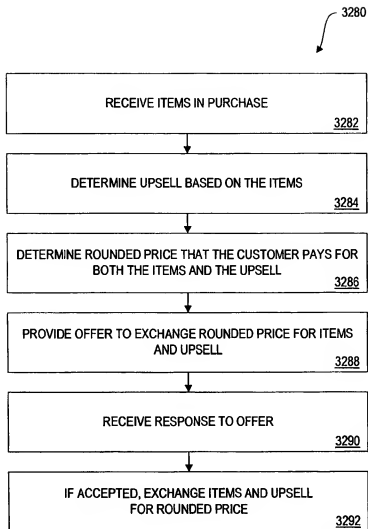 3280
RECEIVE ITEMS IN PURCHASE
3282
DETERMINE UPSELL BASED ON THE ITEMS
3284
DETERMINE ROUNDED PRICE THAT THE CUSTOMER PAYS FOR
BOTH THE ITEMS AND THE UPSELL
3286
PROVIDE OFFER TO EXCHANGE ROUNDED PRICE FOR ITEMS
AND UPSELL
3288
RECEIVE RESPONSE TO OFFER
3290
IF ACCEPTED, EXCHANGE ITEMS AND UPSELL
FOR ROUNDED PRICE
3292